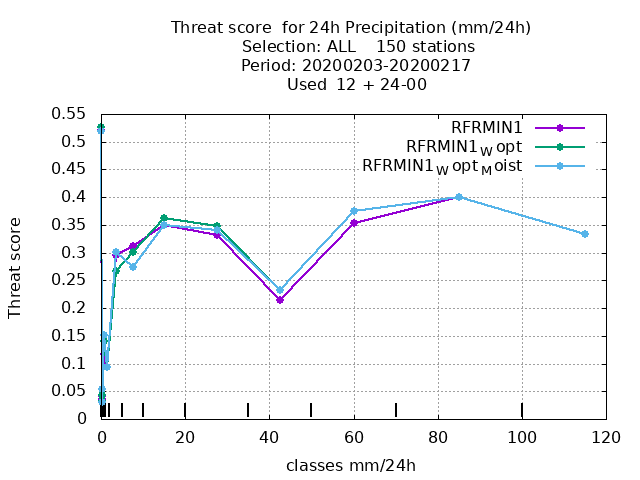 Threat score  for 24h Precipitation (mm/24h)
Selection: ALL    150 stations
Period: 20200203-20200217
Used  12 + 24-00
RFRMIN1
RFRMIN1W opt
RFRMIN1W optM oist
Threat score
0.55
0.5
0.45
0.4
0.35
0.3
0.25
0.2
0.15
0.1
0.05
0
0 20 40 60 80 100 120
classes mm/24h